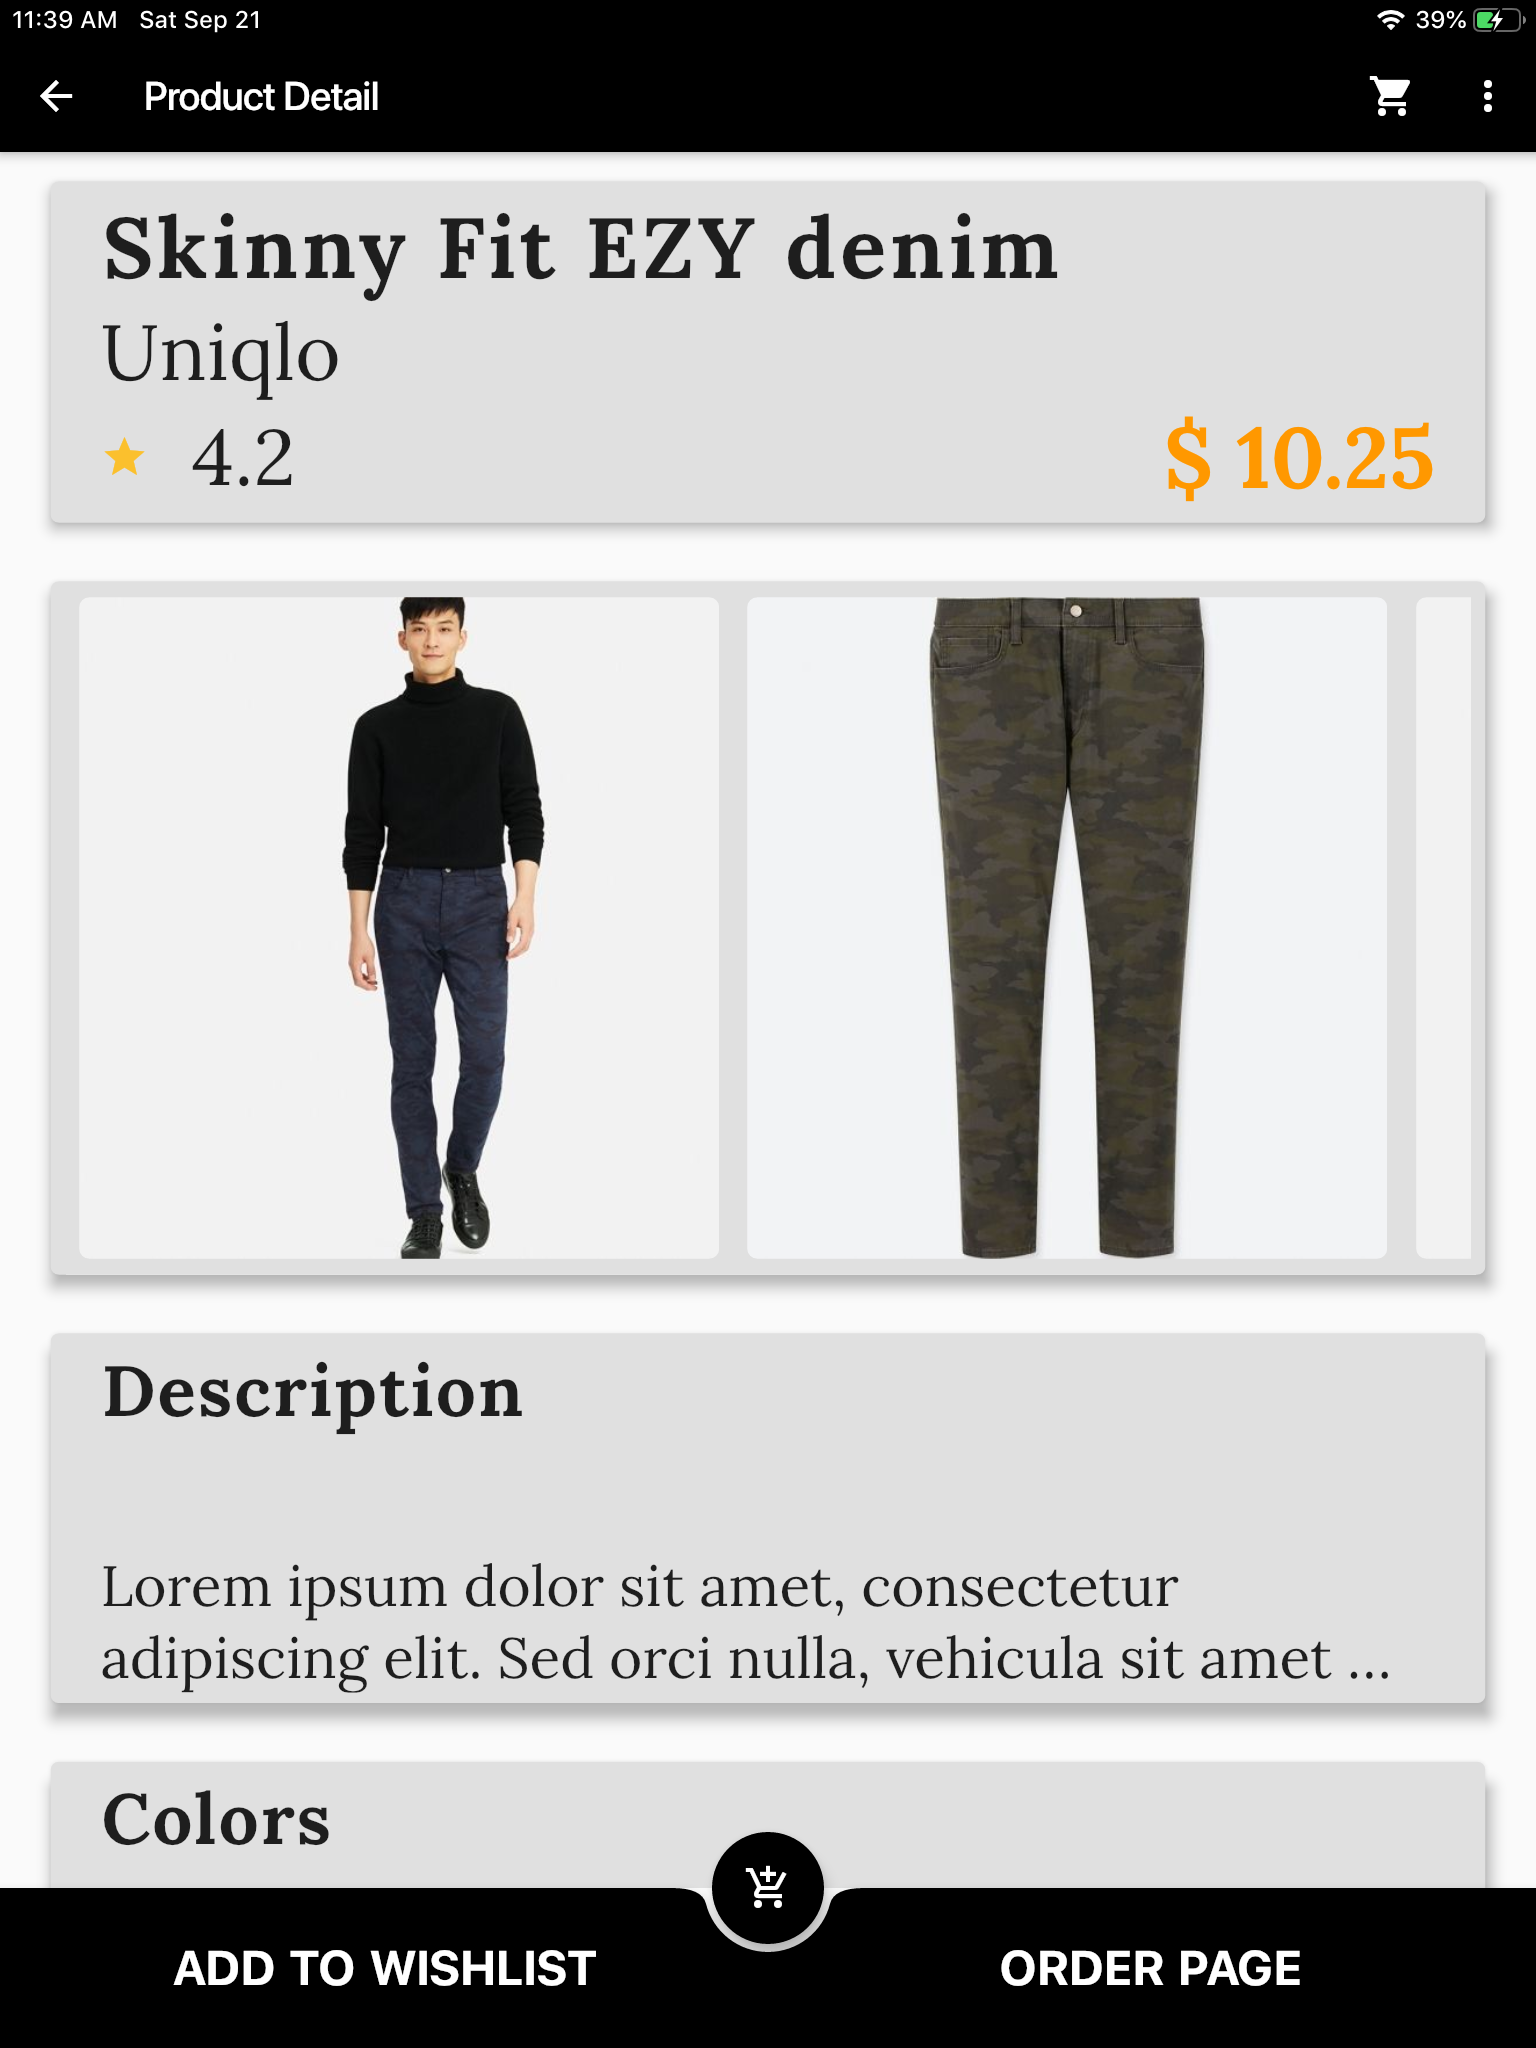 11:39 AM Sat Sep 21 39%
Product Detail
Skinny Fit EZY denim
Uniqlo
4.2 $ 10.25
Description
Lorem ipsum dolor sit amet, consectetur
adipiscing elit. Sed orci nulla, vehicula sit amet ...
Colors
ADD TO WISHLIST ORDER PAGE